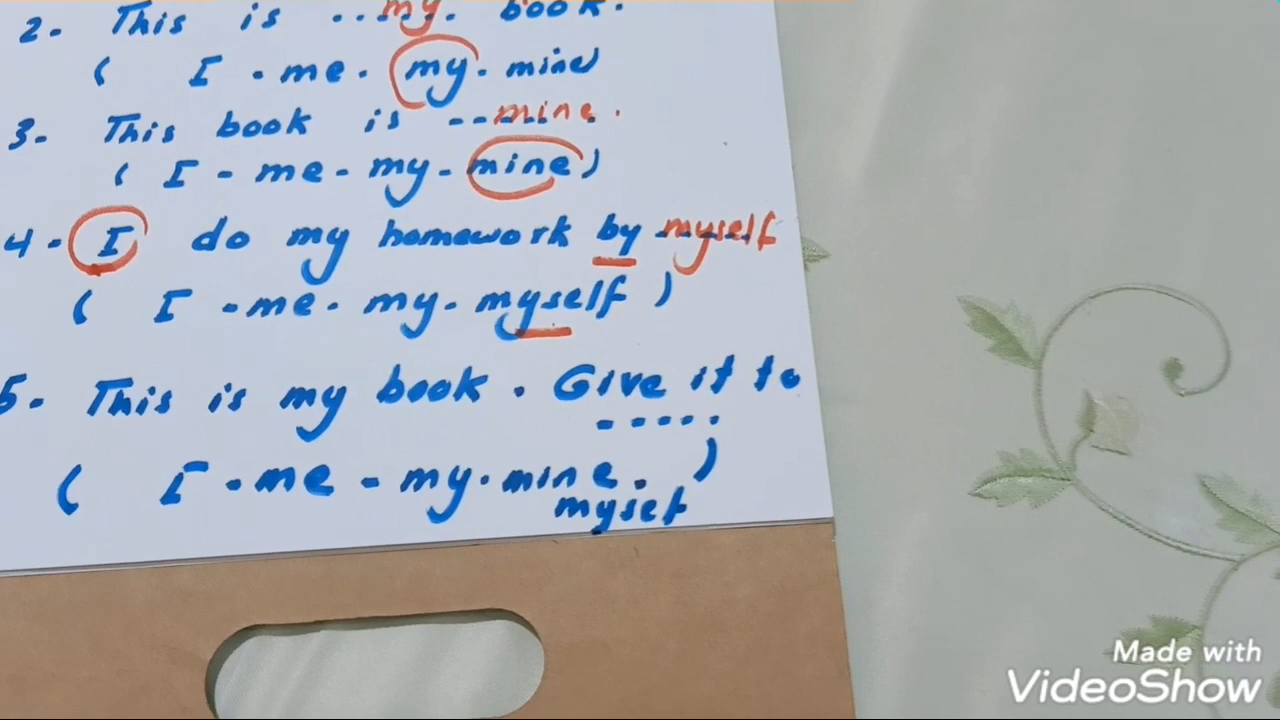 2. This is ..my. book.
( I . me . my . mine)
3- This book is ------mine.
( I - me - my - mine)
4- I do my homework by myself
( I - me . my . myself )
5- This is my book . Give it to
.....
( I . me - my . mine . )
mysef
Made with
VideoShow